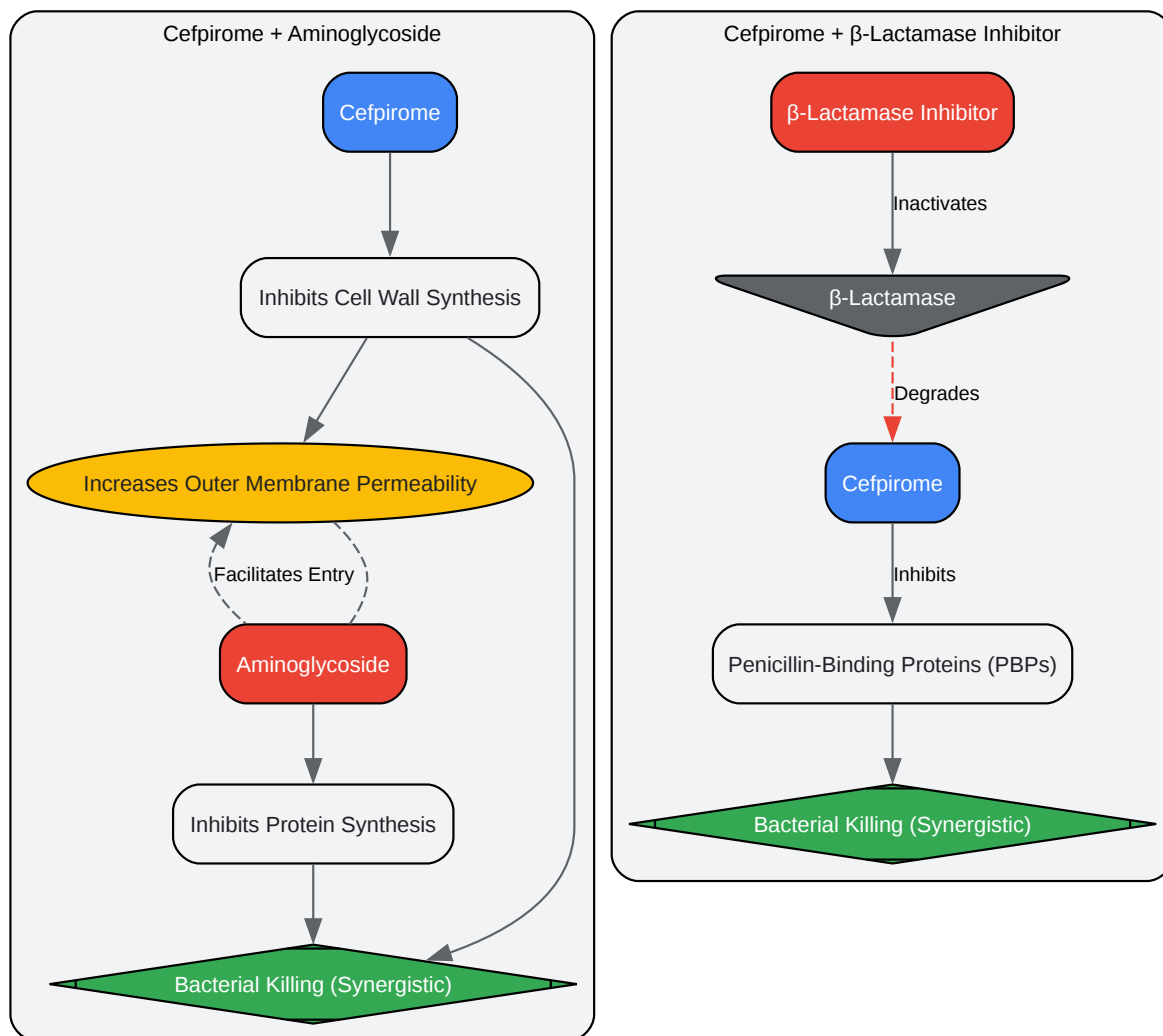 Cefpirome + Aminoglycoside
Cefpirome
Inhibits Cell Wall Synthesis
Increases Outer Membrane Permeability
Facilitates Entry
Aminoglycoside
Inhibits Protein Synthesis
Bacterial Killing (Synergistic)
Cefpirome + β-Lactamase Inhibitor
β-Lactamase Inhibitor
Inactivates
β-Lactamase
Degrades
Cefpirome
Inhibits
Penicillin-Binding Proteins (PBPs)
Bacterial Killing (Synergistic)